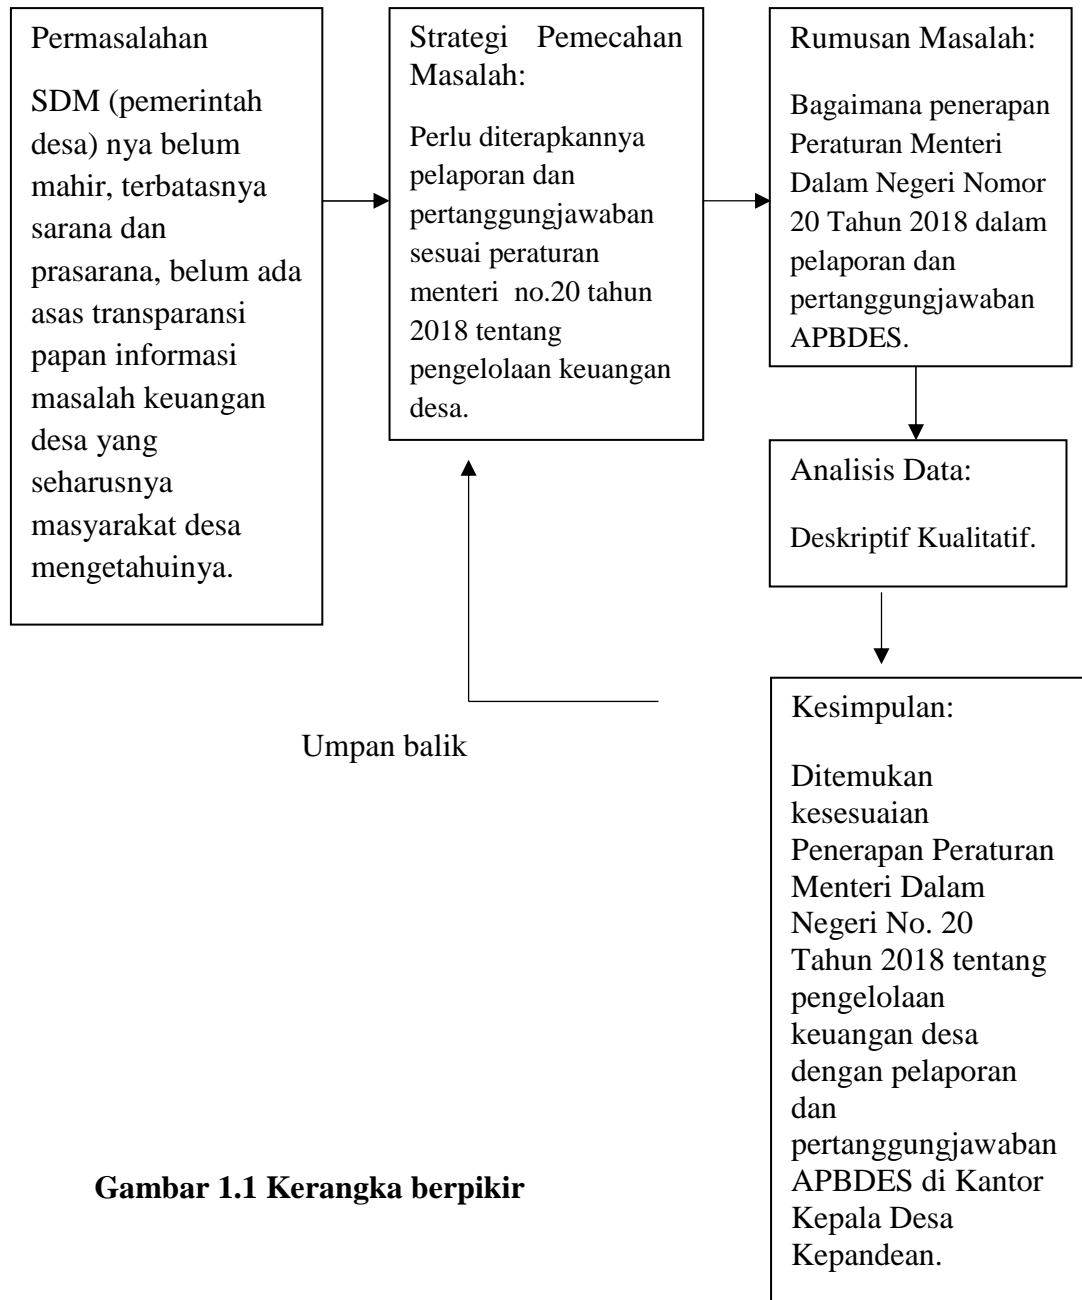 Permasalahan
SDM (pemerintah
desa) nya belum
mahir, terbatasnya
sarana dan
prasarana, belum ada
asas transparansi
papan informasi
masalah keuangan
desa yang
seharusnya
masyarakat desa
mengetahuinya.
Strategi Pemecahan
Masalah:
Perlu diterapkannya
pelaporan dan
pertanggungjawaban
sesuai peraturan
menteri no.20 tahun
2018 tentang
pengelolaan keuangan
desa.
Rumusan Masalah:
Bagaimana penerapan
Peraturan Menteri
Dalam Negeri Nomor
20 Tahun 2018 dalam
pelaporan dan
pertanggungjawaban
APBDES.
Analisis Data:
Deskriptif Kualitatif.
Kesimpulan:
Ditemukan
kesesuaian
Penerapan Peraturan
Menteri Dalam
Negeri No. 20
Tahun 2018 tentang
pengelolaan
keuangan desa
dengan pelaporan
dan
pertanggungjawaban
APBDES di Kantor
Kepala Desa
Kepandean.
Umpan balik
Gambar 1.1 Kerangka berpikir